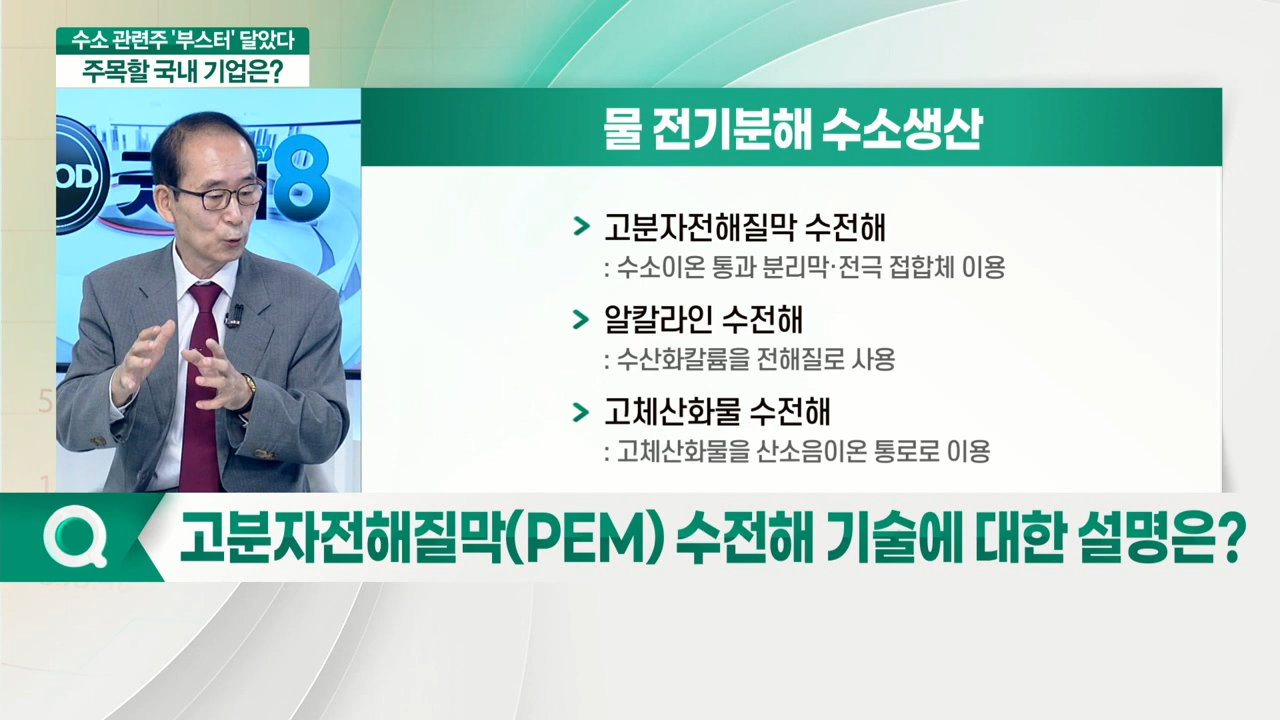 수소 관련주 '부스터' 달았다
주목할 국내 기업은?
OD
EY
8
물 전기분해 수소생산
고분자전해질막 수전해
: 수소이온 통과 분리막·전극 접합체 이용
알칼라인 수전해
: 수산화칼륨을 전해질로 사용
고체산화물 수전해
: 고체산화물을 산소음이온 통로로 이용
Q 고분자전해질막(PEM) 수전해 기술에 대한 설명은?